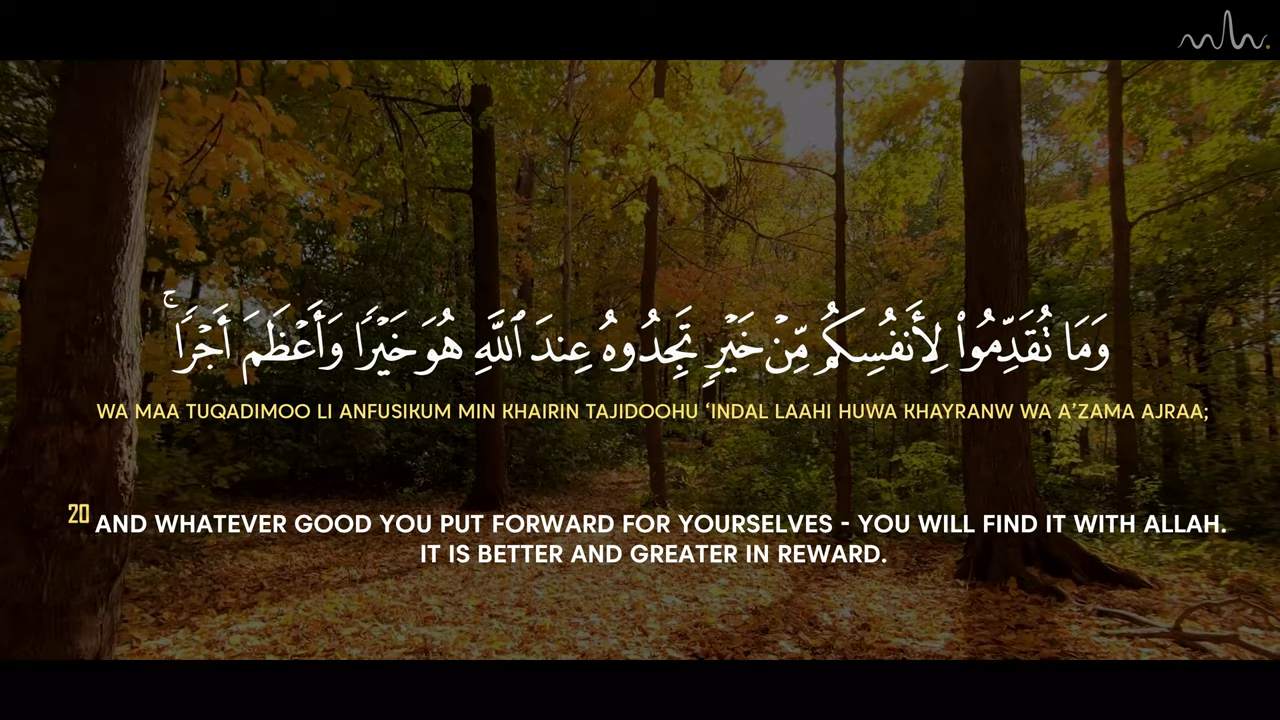 وَمَا تُقَدِّمُوا۟ لِأَنفُسِكُم مِّنْ خَيْرٍ تَجِدُوهُ عِندَ ٱللَّهِ هُوَ خَيْرًا وَأَعْظَمَ أَجْرًا ۚ
WA MAA TUQADIMOO LI ANFUSIKUM MIN KHAIRIN TAJIDOOHU ‘INDAL LAAHI HUWA KHAYRANW WA A’ZAMA AJRAA;
20 AND WHATEVER GOOD YOU PUT FORWARD FOR YOURSELVES - YOU WILL FIND IT WITH ALLAH.
IT IS BETTER AND GREATER IN REWARD.